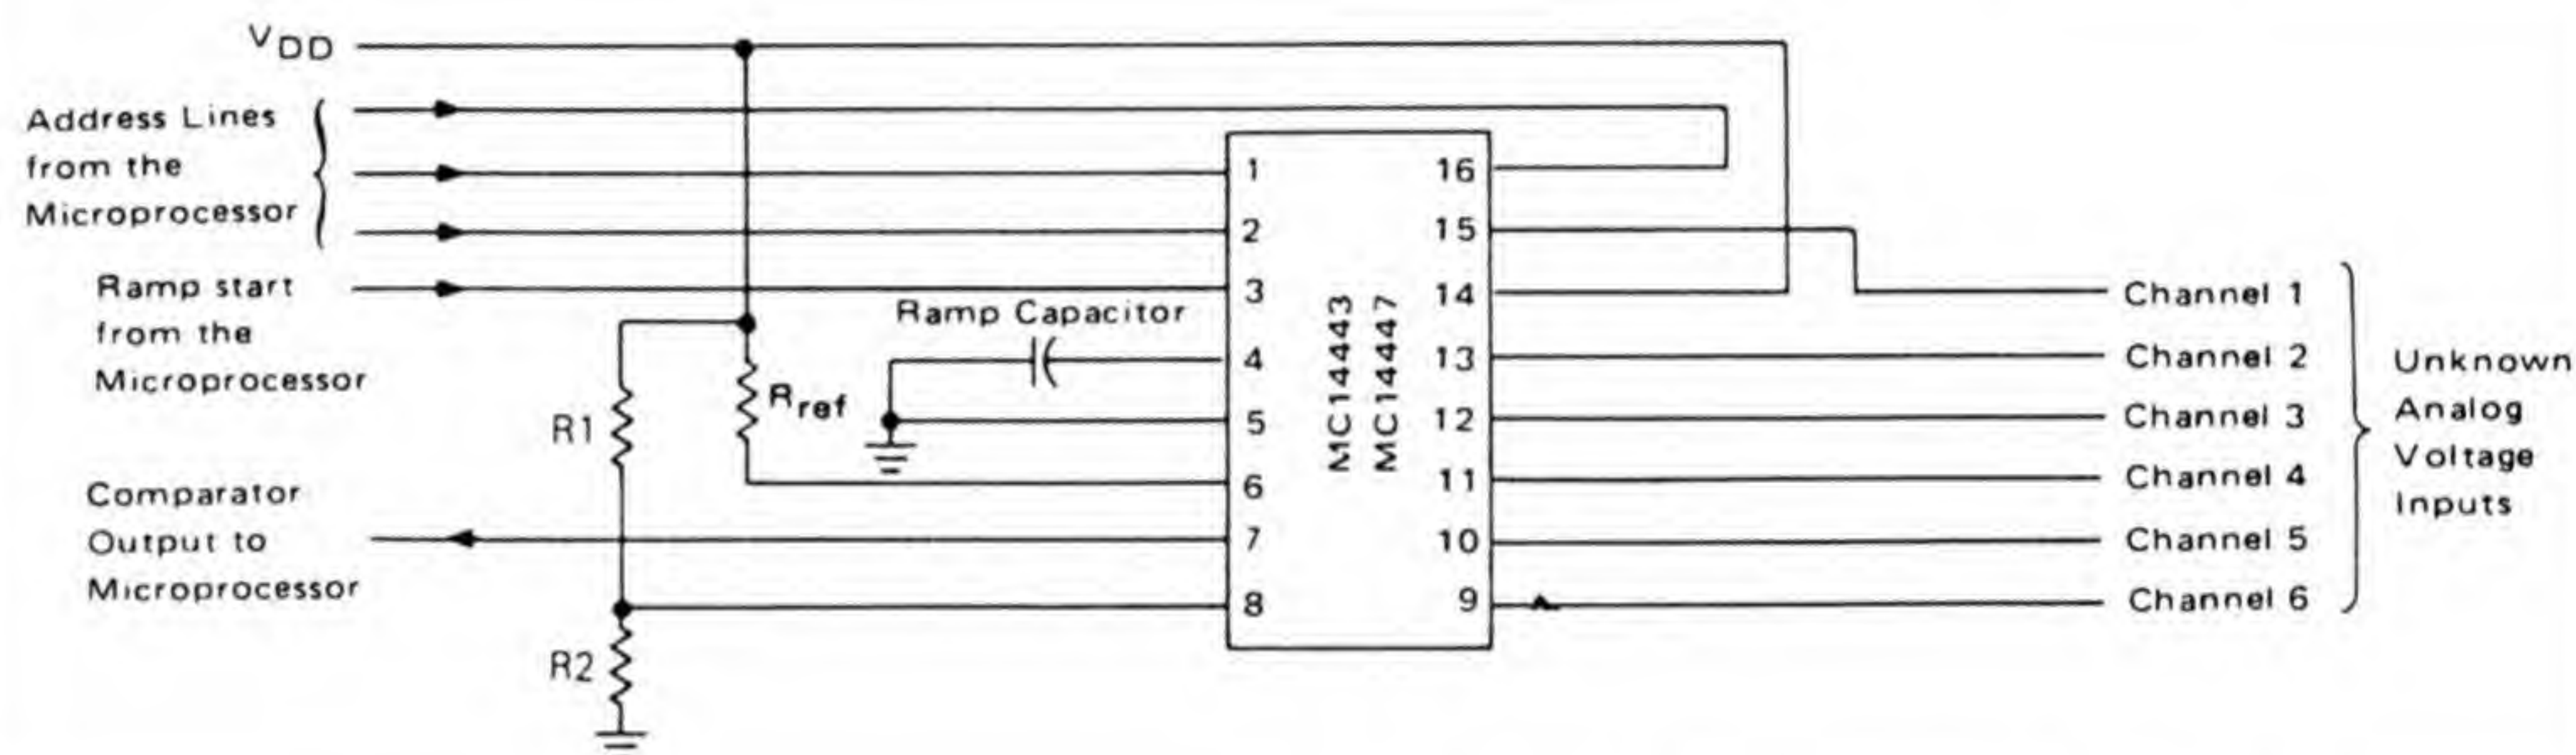 VDD
Address Lines
from the
Microprocessor
Ramp start
from the
Microprocessor
Comparator
Output to
Microprocessor
R1
R2
Rref
Ramp Capacitor
1
2
3
4
5
6
7
8
MC14443
MC14447
16
15
14
13
12
11
10
9
Channel 1
Channel 2
Channel 3
Channel 4
Channel 5
Channel 6
Unknown
Analog
Voltage
Inputs